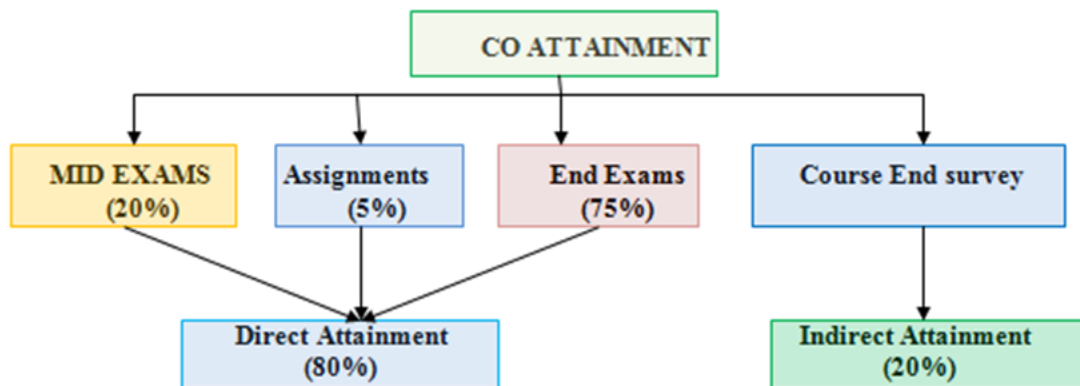 CO ATTAINMENT
MID EXAMS
(20%)
Assignments
(5%)
End Exams
(75%)
Course End survey
Direct Attainment
(80%)
Indirect Attainment
(20%)